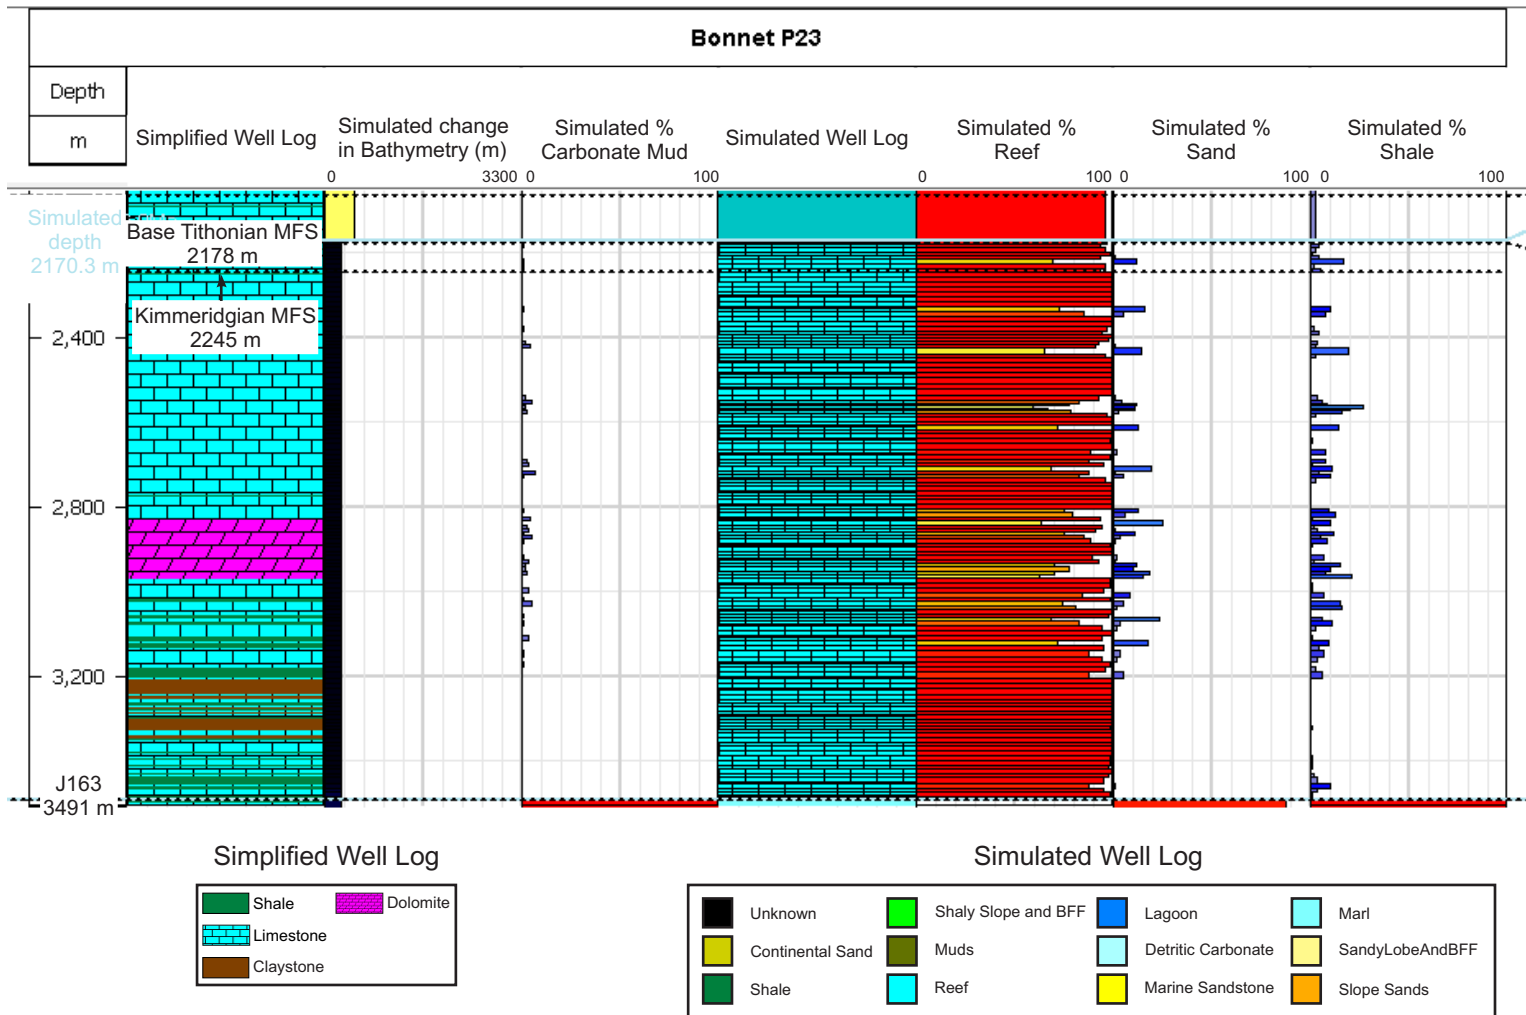 Bonnet P23
Depth
m
Simplified Well Log
Simulated change
in Bathymetry (m)
Simulated %
Carbonate Mud
Simulated Well Log
Simulated %
Reef
Simulated %
Sand
Simulated %
Shale
0 3300 0 100 0 100 0 100 0 100
Simulated
depth
2170.3 m
Base Tithonian MFS
2178 m
Kimmeridgian MFS
2245 m
2,400
2,800
3,200
J163
3491 m
Simplified Well Log
Shale
Dolomite
Limestone
Claystone
Simulated Well Log
Unknown
Shaly Slope and BFF
Lagoon
Marl
Continental Sand
Muds
Detritic Carbonate
SandyLobeAndBFF
Shale
Reef
Marine Sandstone
Slope Sands